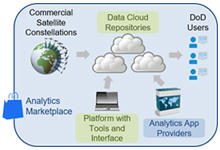 Commercial
Satellite
Constellations
Data Cloud
Repositories
DoD
Users
Analytics
Marketplace
Platform with
Tools and
Interface
Analytics App
Providers